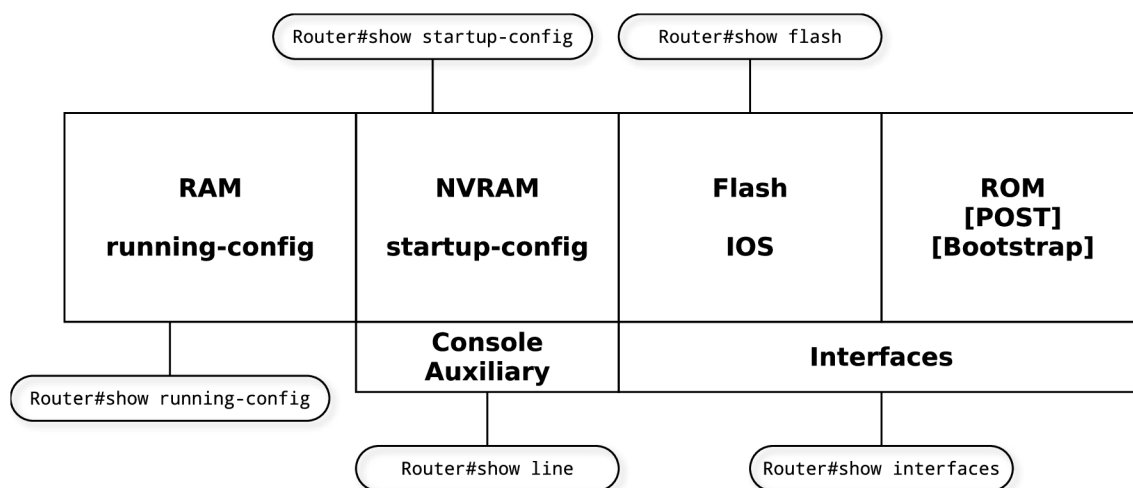 Router#show startup-config
Router#show flash
RAM
running-config
NVRAM
startup-config
Flash
IOS
ROM
[POST]
[Bootstrap]
Console
Auxiliary
Interfaces
Router#show running-config
Router#show line
Router#show interfaces